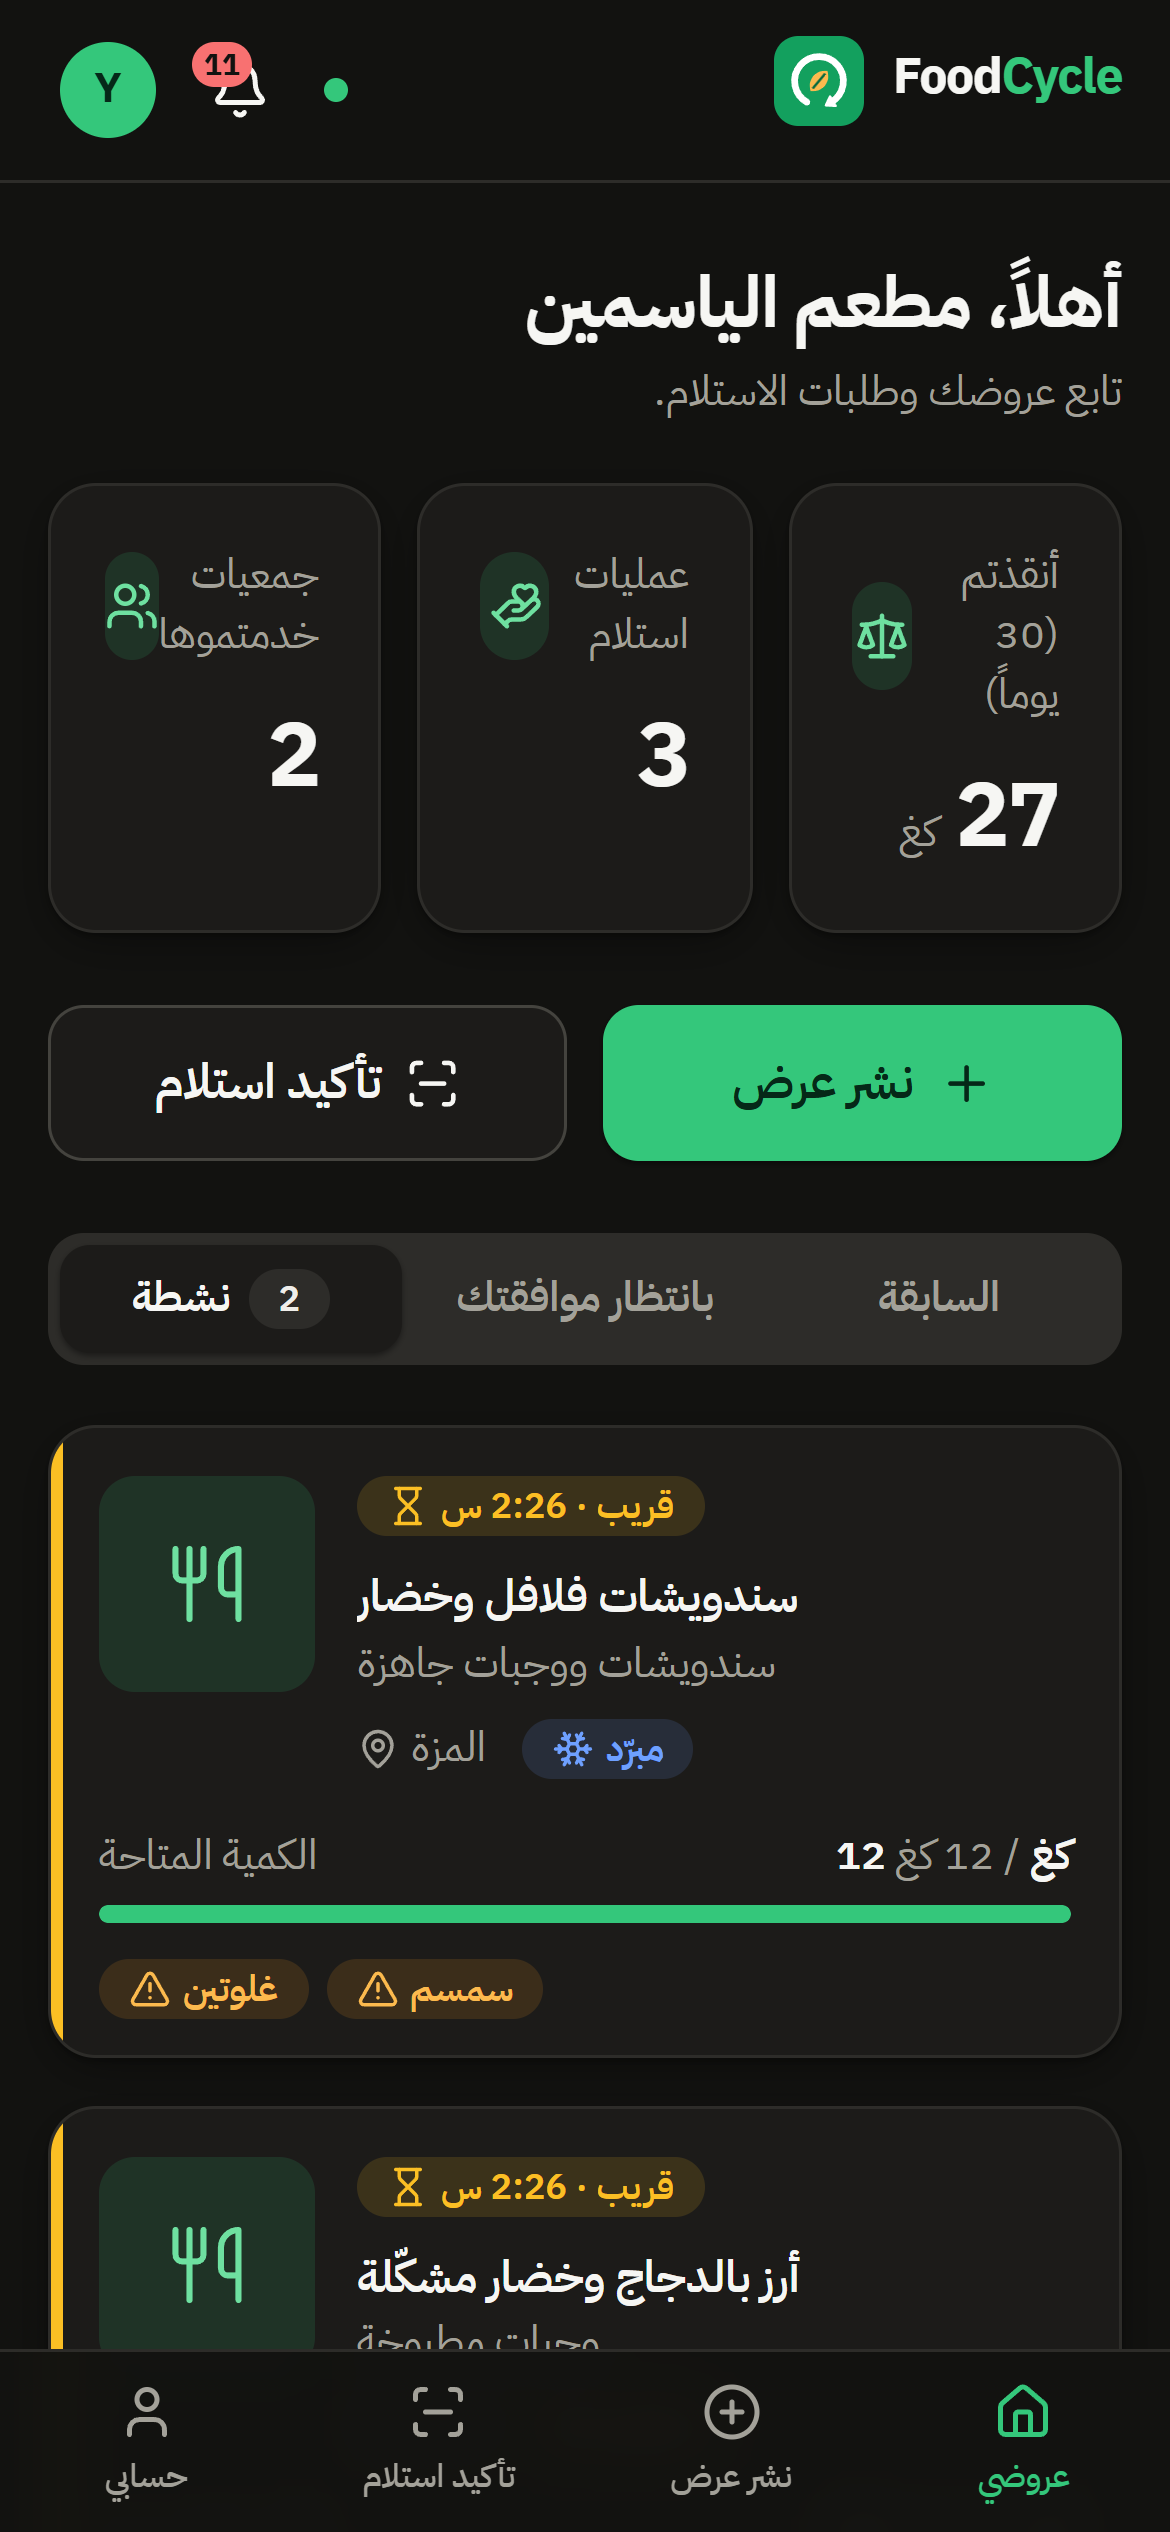 FoodCycle
11
Y
أهلاً، مطعم الياسمين
تابع عروضك وطلبات الاستلام.
أنقذتم
(30
يوماً)
27 كغ
عمليات
استلام
3
جمعيات
خدمتموها
2
نشر عرض
تأكيد استلام
السابقة
بانتظار موافقتك
نشطة 2
قريب · 2:26 س
سندويشات فلافل وخضار
سندويشات ووجبات جاهزة
المزة
مبرّد
الكمية المتاحة
كغ / 12 كغ 12
غلوتين
سمسم
قريب · 2:26 س
أرز بالدجاج وخضار مشكّلة
وجبات مطبوخة
عروضي
نشر عرض
تأكيد استلام
حسابي